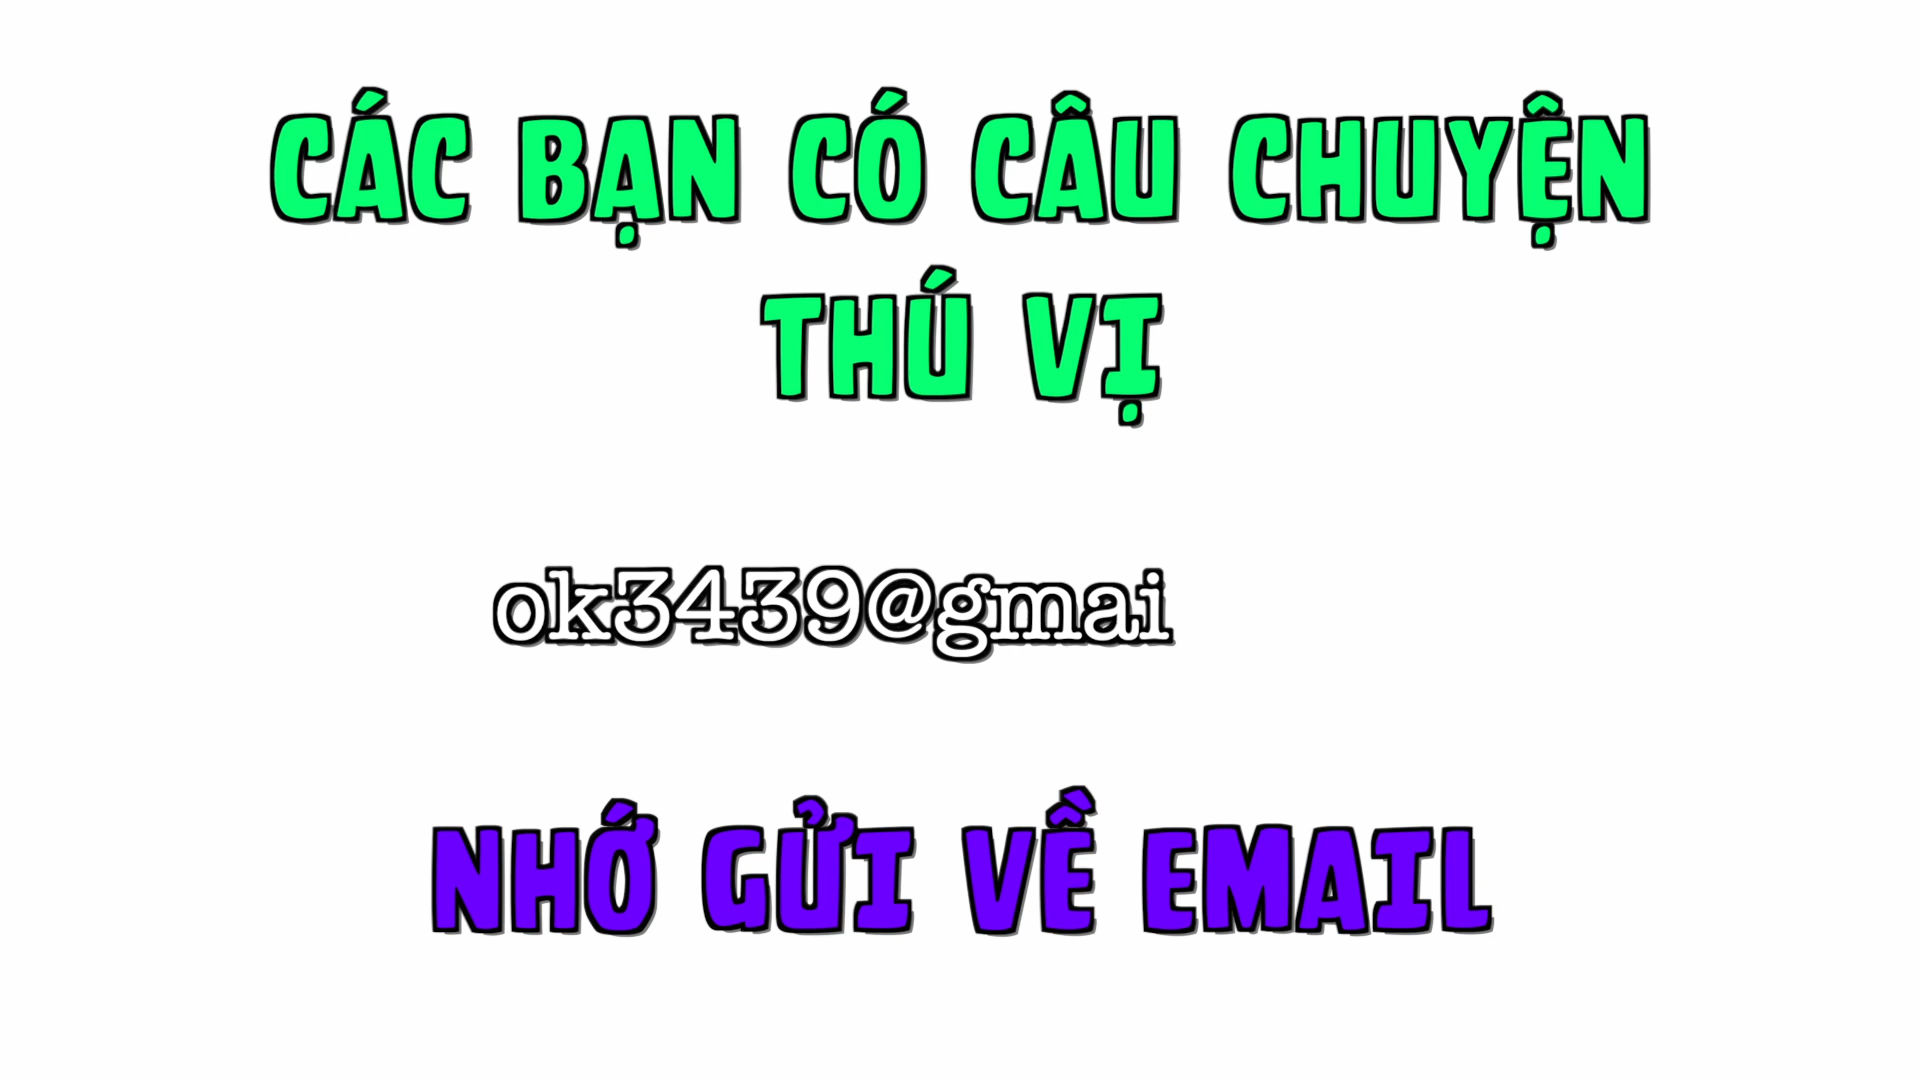 CÁC BẠN CÓ CÂU CHUYỆN
THÚ VỊ
ok3439@gmai
NHỚ GỬI VỀ EMAIL